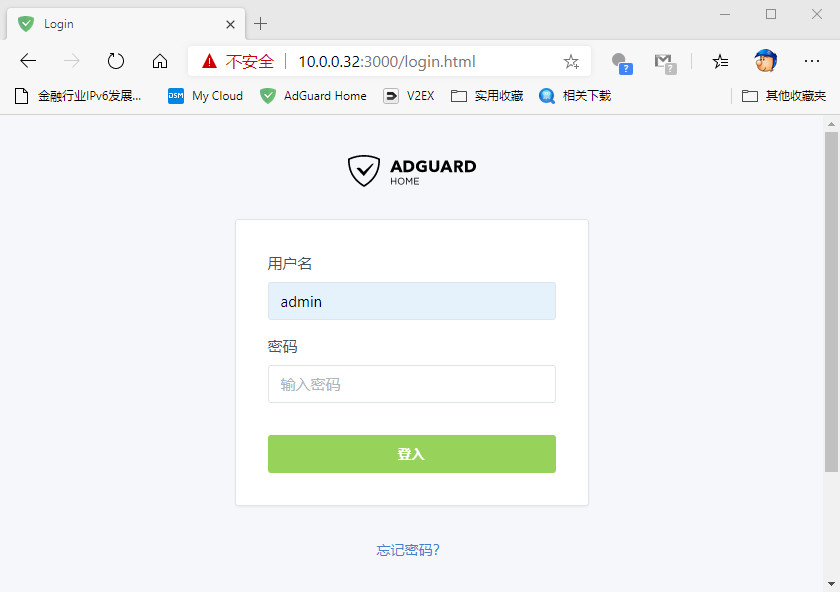 Login
不安全 10.0.0.32:3000/login.html
金融行业IPv6发展... DSM My Cloud AdGuard Home V2EX 实用收藏 相关下载 其他收藏夹
ADGUARD
HOME
用户名
admin
密码
输入密码
登入
忘记密码?